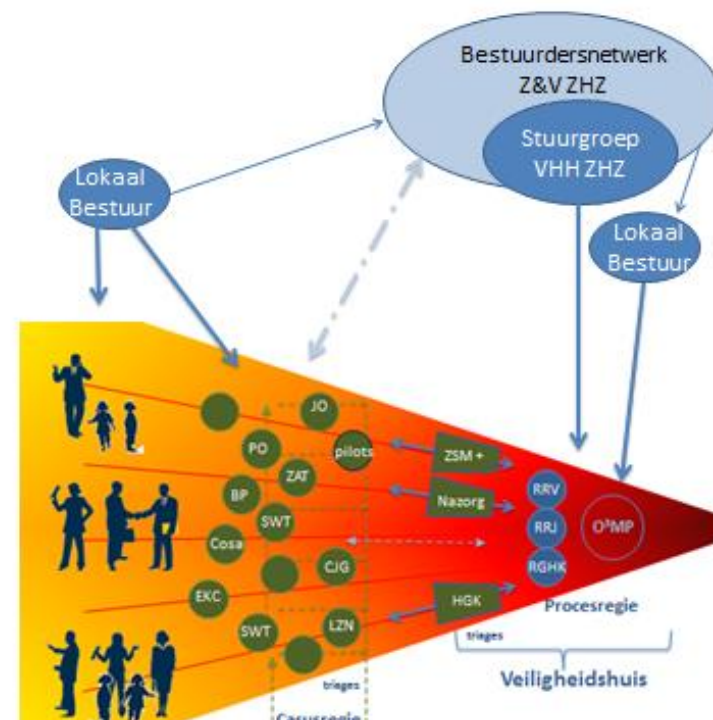 Bestuurdersnetwerk
Z&V ZHZ
Stuurgroep
VHH ZHZ
Lokaal
Bestuur
Lokaal
Bestuur
JO
PO
pilots
ZAT
BP
SWT
Cosa
CJG
EKC
SWT
LZN
triages
Casusregie
ZSM +
Nazorg
HGK
RRV
RRJ
RGHK
O³MP
Procesregie
triages
Veiligheidshuis